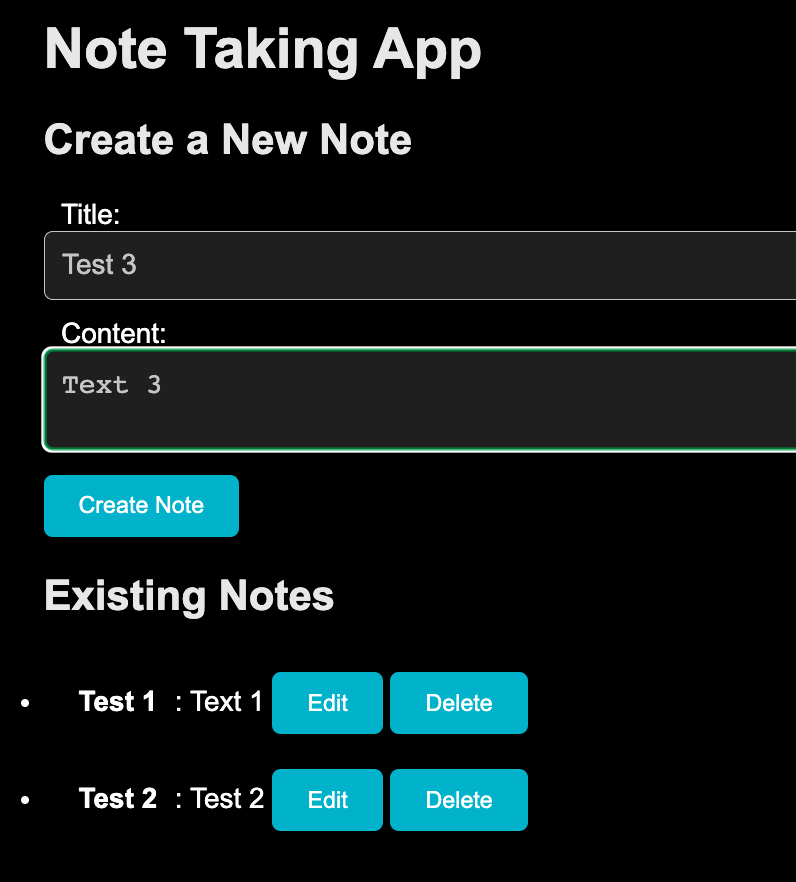 Note Taking App
Create a New Note
Title:
Test 3
Content:
Text 3
Create Note
Existing Notes
• Test 1 : Text 1 Edit Delete
• Test 2 : Test 2 Edit Delete